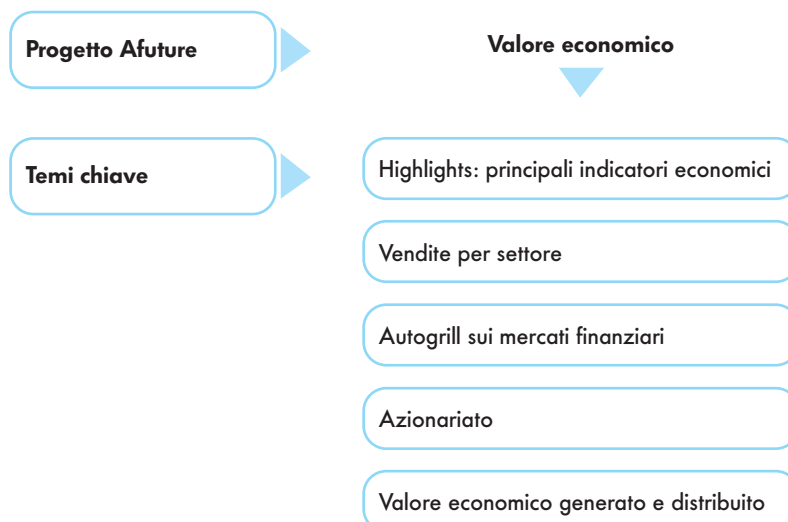 Progetto Afuture
Valore economico
Temi chiave
Highlights: principali indicatori economici
Vendite per settore
Autogrill sui mercati finanziari
Azionariato
Valore economico generato e distribuito